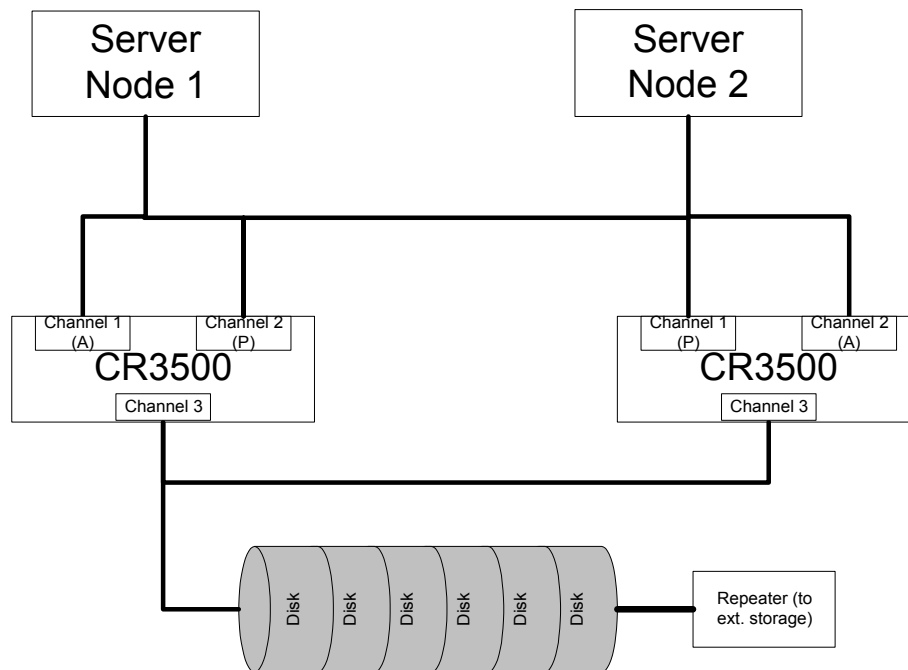 Server
Node 1
Server
Node 2
Channel 1
(A)
Channel 2
(P)
CR3500
Channel 3
Channel 1
(P)
Channel 2
(A)
CR3500
Channel 3
Disk
Disk
Disk
Disk
Disk
Disk
Repeater (to
ext. storage)